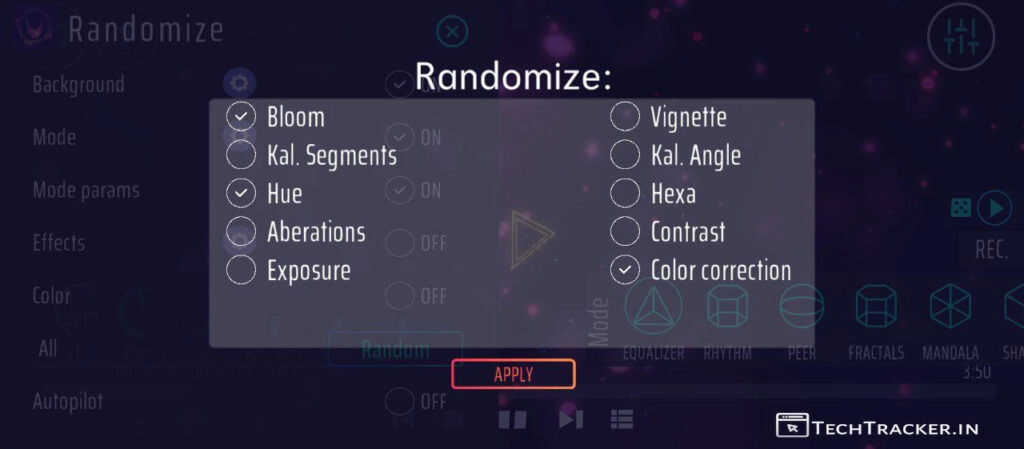 Randomize
Randomize:
Background
ON
Bloom
Vignette
Mode
ON
Kal. Segments
Kal. Angle
Mode params
ON
Hue
Hexa
Aberations
Contrast
Effects
OFF
REC.
Exposure
Color correction
Color
OFF
Mode
All
Random
EQUALIZER
RHYTHM
PEER
FRACTALS
MANDALA
SHA
APPLY
3:50
Autopilot
OFF
TECHTRACKER.IN